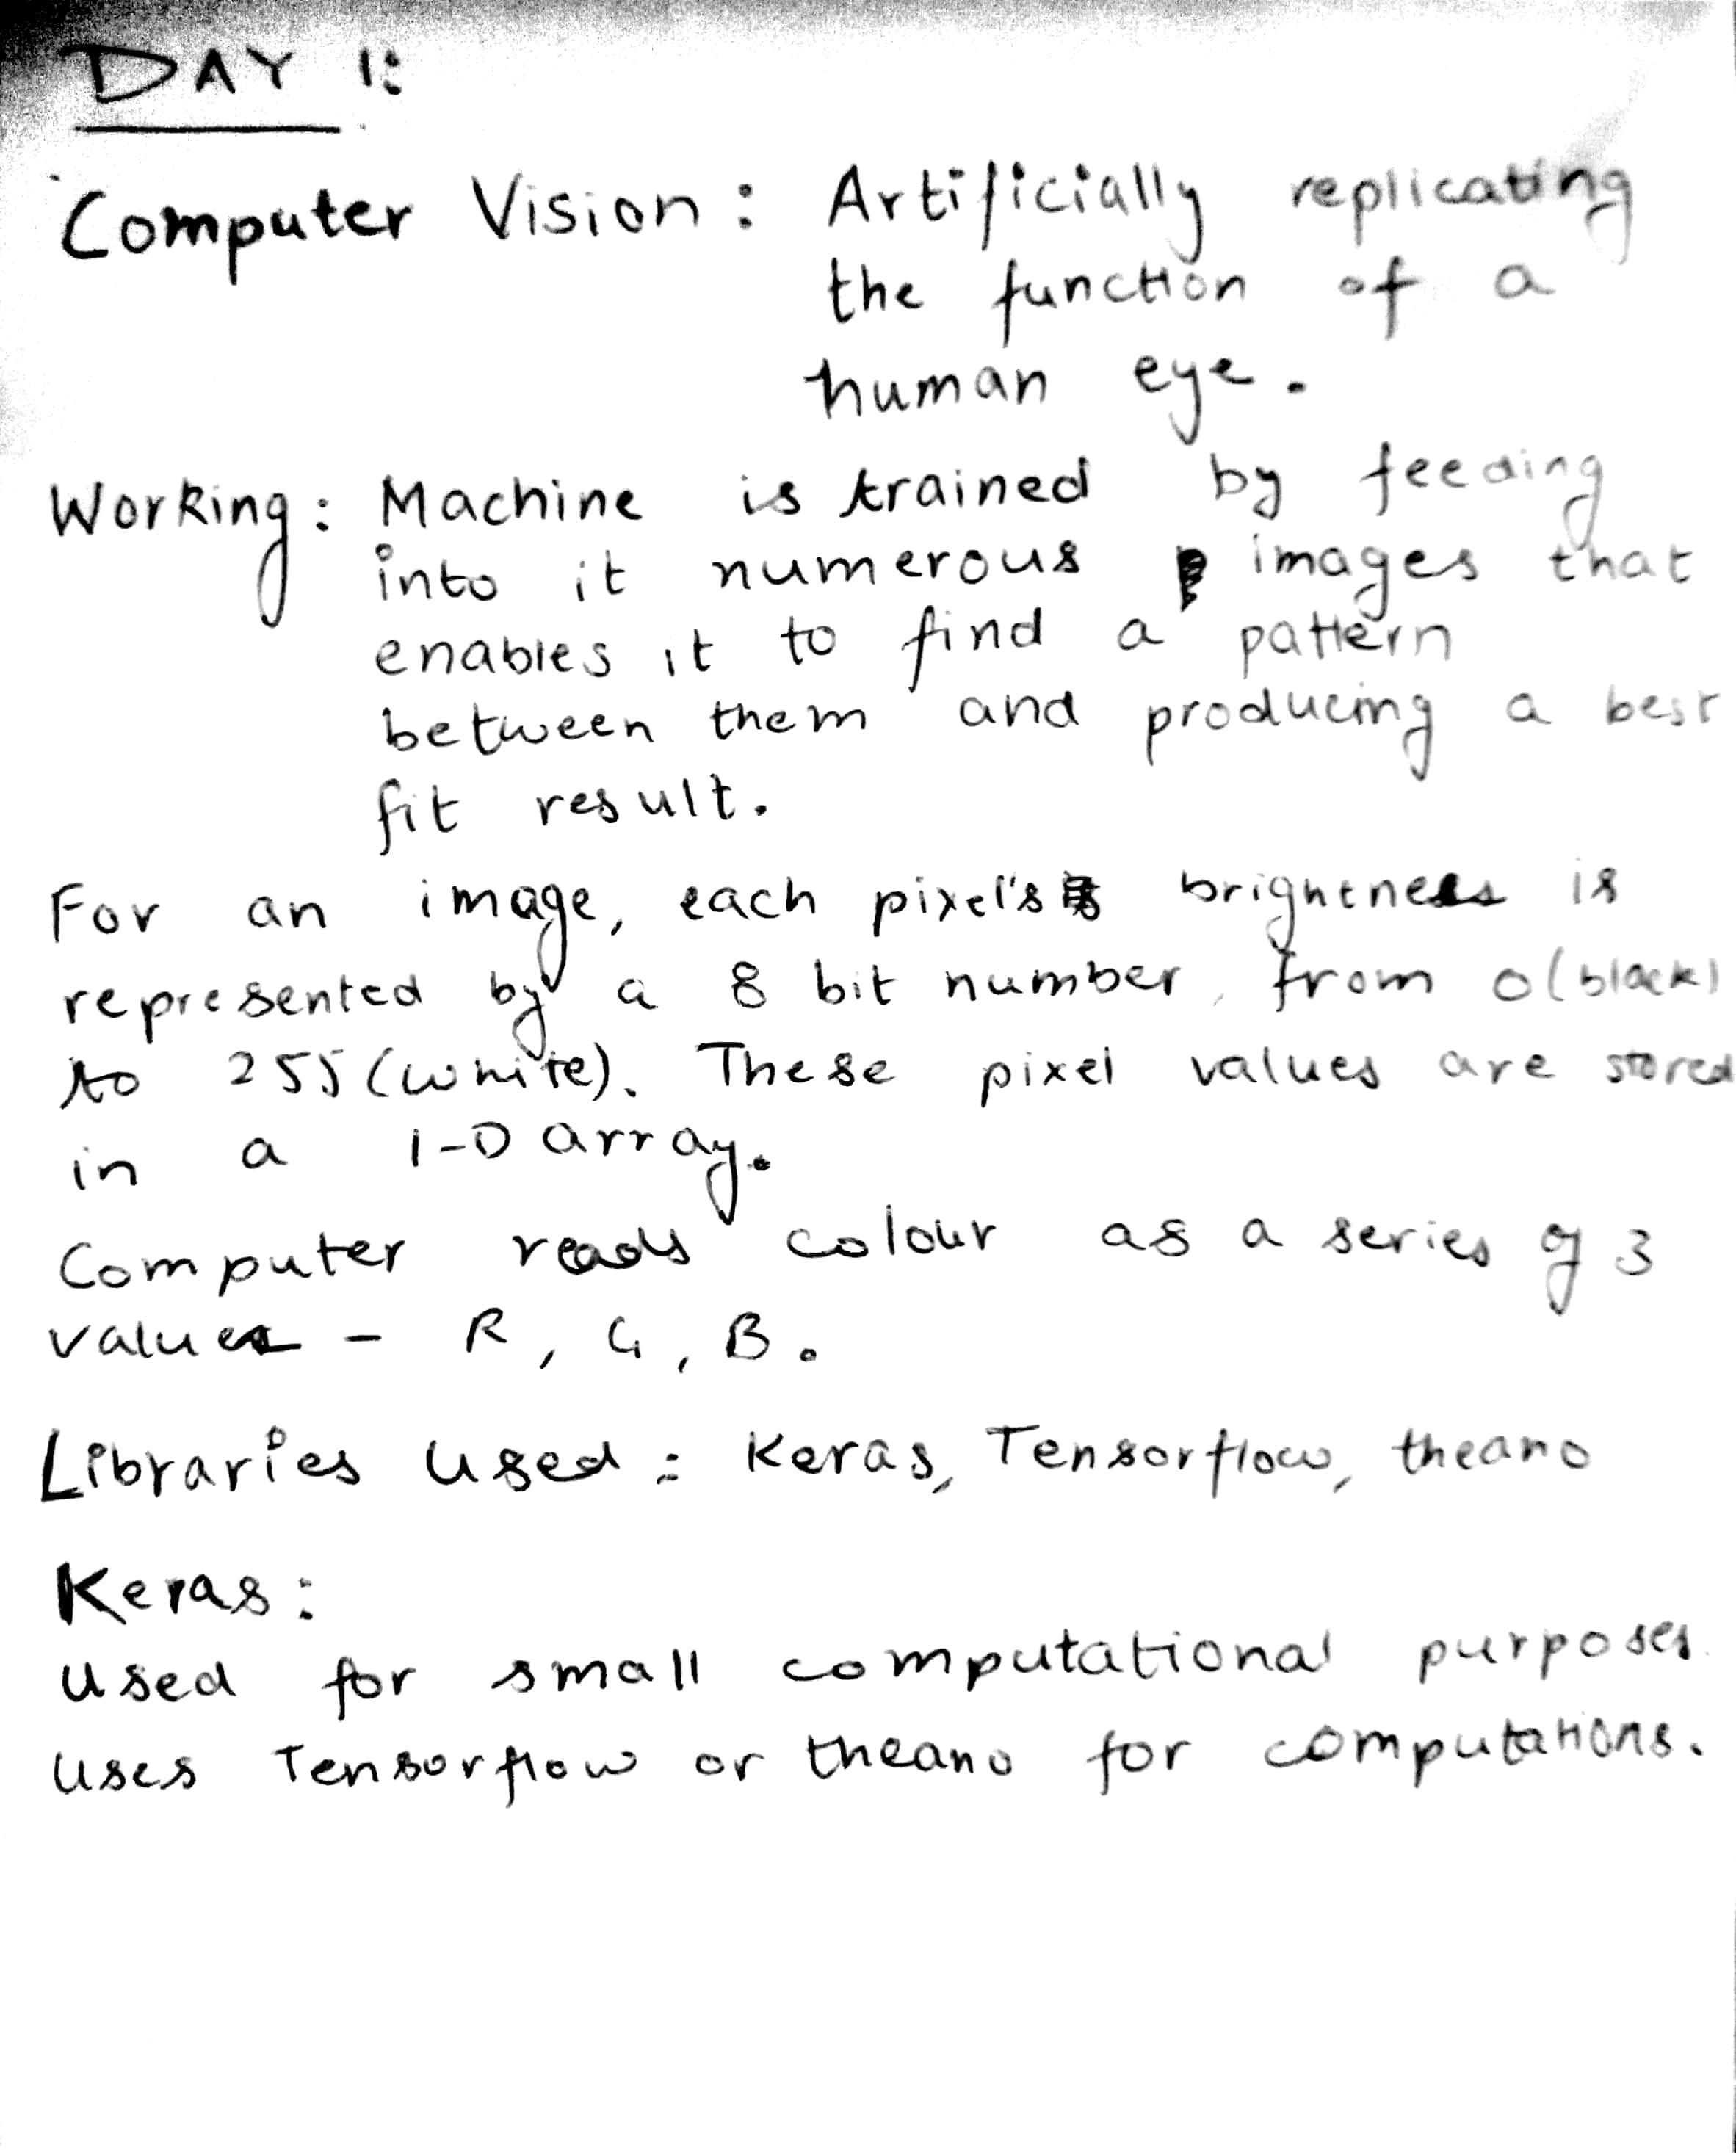 DAY 1:
Computer Vision: Artificially replicating
the function of a
human eye.
Working: Machine is trained by feeding
into it numerous images that
enables it to find a pattern
between them and producing a best
fit result.
For an image, each pixel's brightness is
represented by a 8 bit number, from 0(black)
to 255(white). These pixel values are stored
in a 1-D array.
Computer reads colour as a series of 3
values - R, G, B.
Libraries used: Keras, Tensorflow, theano
Keras:
used for small computational purposes.
uses Tensorflow or theano for computations.